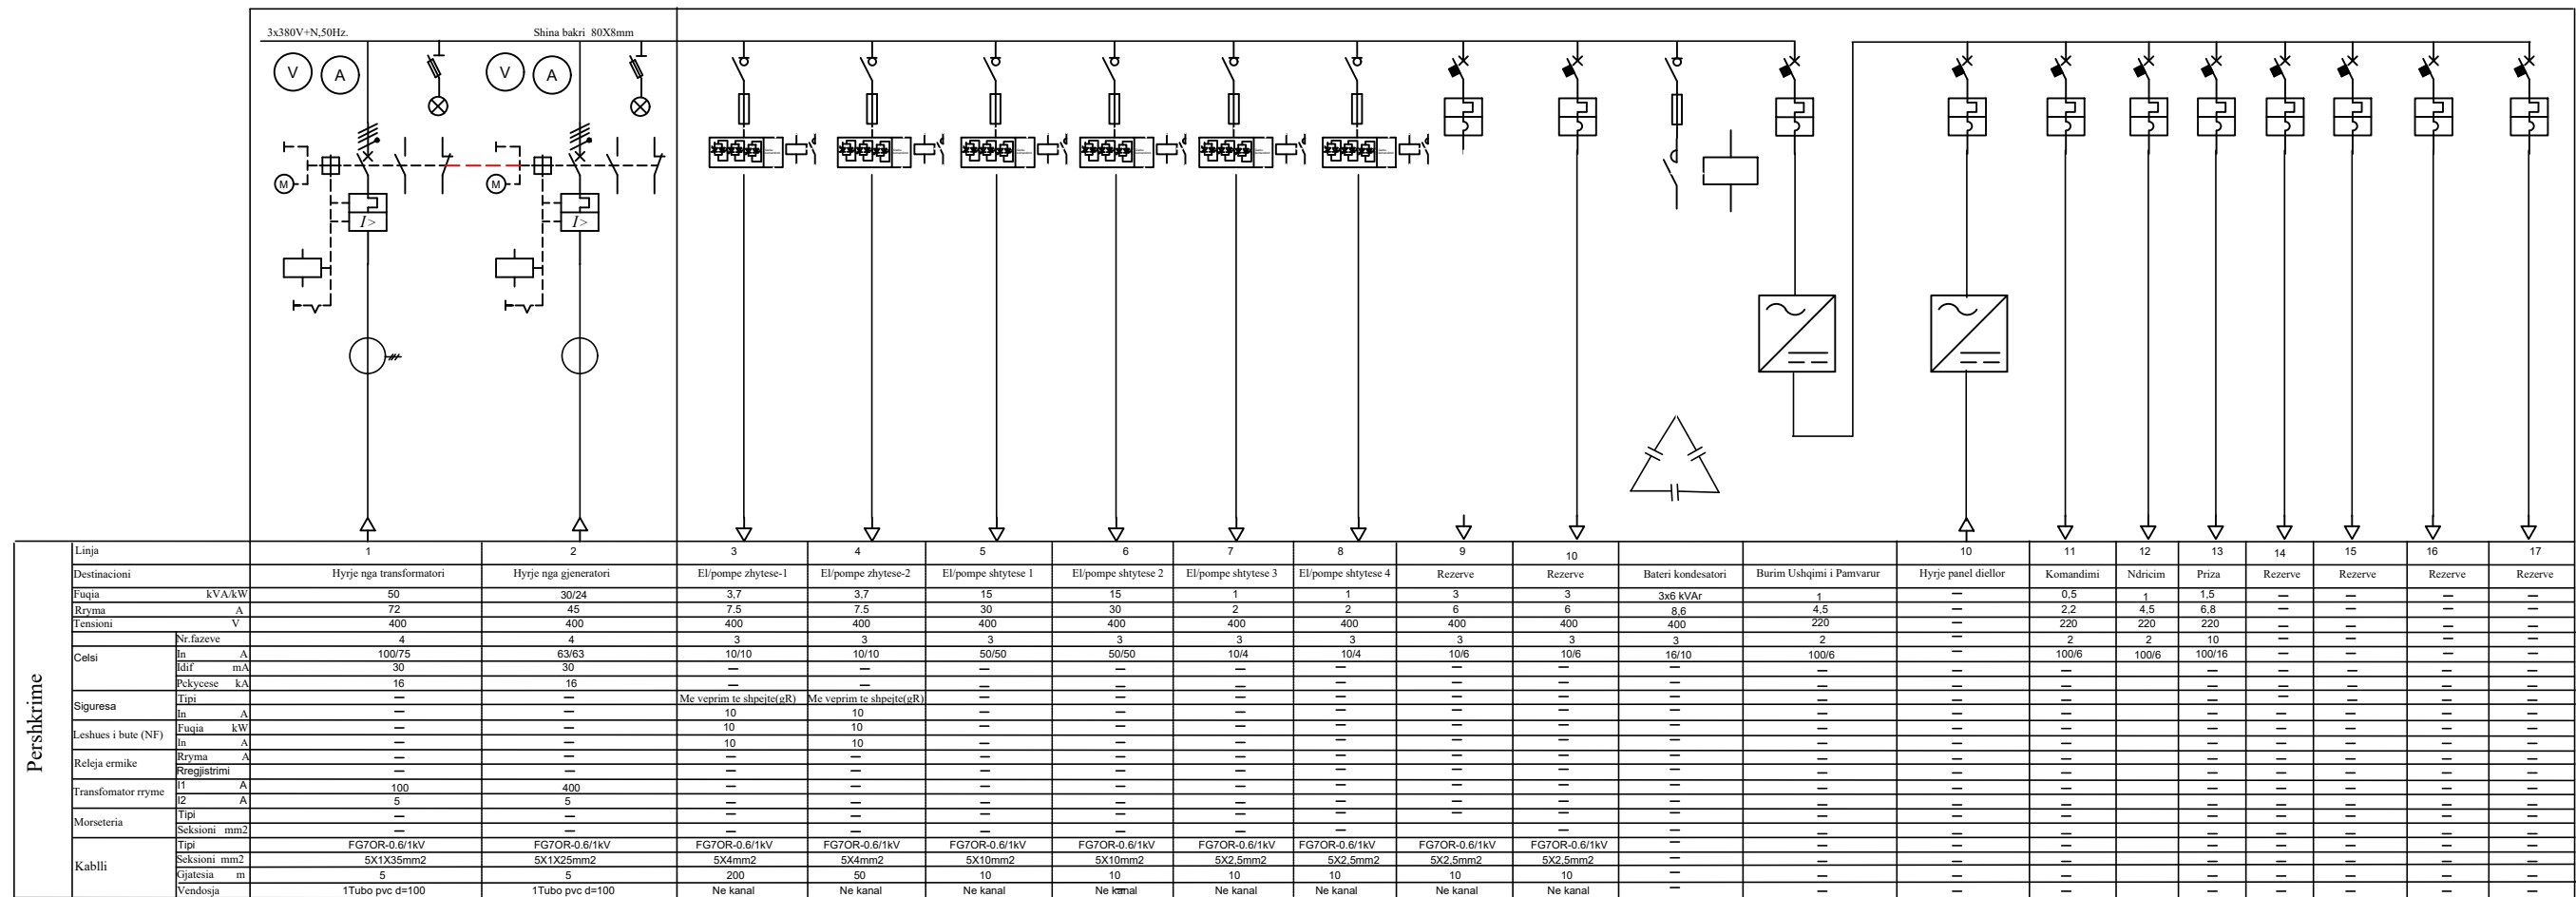 3x380V+N,50Hz. Shina bakri 80X8mm
V A V A
M M
I> I>
Pershkrime
Linja 1 2 3 4 5 6 7 8 9 10 10 11 12 13 14 15 16 17
Destinacioni Hyrje nga transformatori Hyrje nga gjeneratori El/pompe zhytese-1 El/pompe zhytese-2 El/pompe shtytese 1 El/pompe shtytese 2 El/pompe shtytese 3 El/pompe shtytese 4 Rezerve Rezerve Bateri kondesatori Burim Ushqimi i Pamvarur Hyrje panel diellor Komandimi Ndricim Priza Rezerve Rezerve Rezerve Rezerve
Fuqia kVA/kW 50 30/24 3,7 3,7 15 15 1 1 3 3 3x6 kVAr 1 — 0,5 1 1,5 — — — —
Rryma A 72 45 7.5 7.5 30 30 2 2 6 6 8,6 4,5 — 2,2 4,5 6,8 — — — —
Tensioni V 400 400 400 400 400 400 400 400 400 400 400 220 — 220 220 220 — — — —
Celsi
Nr.fazeve 4 4 3 3 3 3 3 3 3 3 3 2 — 2 2 10 — — — —
In A 100/75 63/63 10/10 10/10 50/50 50/50 10/4 10/4 10/6 10/6 16/10 100/6 — 100/6 100/6 100/16 — — — —
Idif mA 30 30 — — — — — — — — — — — — — — — — — —
Pckycese kA 16 16 — — — — — — — — — — — — — — — — — —
Siguresa
Tipi — — Me veprim te shpejte(gR) Me veprim te shpejte(gR) — — — — — — — — — — — — — — — —
In A — — 10 10 — — — — — — — — — — — — — — — —
Leshues i bute (NF)
Fuqia kW — — 10 10 — — — — — — — — — — — — — — — —
In A — — 10 10 — — — — — — — — — — — — — — — —
Releja ermike
Rryma A — — — — — — — — — — — — — — — — — — — —
Rregjistrimi — — — — — — — — — — — — — — — — — — — —
Transfomator rryme
I1 A 100 400 — — — — — — — — — — — — — — — — — —
I2 A 5 5 — — — — — — — — — — — — — — — — — —
Morseteria
Tipi — — — — — — — — — — — — — — — — — — —
Seksioni mm2 — — — — — — — — — — — — — — — — — —
Kablli
Tipi FG7OR-0.6/1kV FG7OR-0.6/1kV FG7OR-0.6/1kV FG7OR-0.6/1kV FG7OR-0.6/1kV FG7OR-0.6/1kV FG7OR-0.6/1kV FG7OR-0.6/1kV FG7OR-0.6/1kV FG7OR-0.6/1kV — — — — — — — — —
Seksioni mm2 5X1X35mm2 5X1X25mm2 5X4mm2 5X4mm2 5X10mm2 5X10mm2 5X2,5mm2 5X2,5mm2 5X2,5mm2 5X2,5mm2 — — — — — — — — —
Gjatesia m 5 5 200 50 10 10 10 10 10 10 — — — — — — — — —
Vendosja 1Tubo pvc d=100 1Tubo pvc d=100 Ne kanal Ne kanal Ne kanal Ne kanal Ne kanal Ne kanal Ne kanal Ne kanal — — — — — — — — —